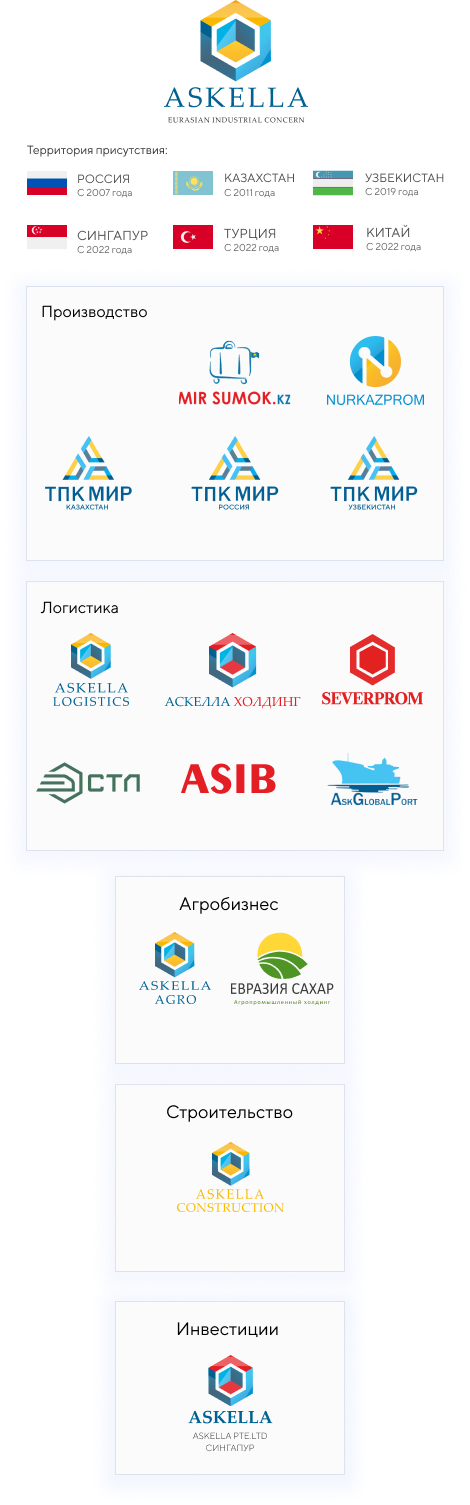 ASKELLA
EURASIAN INDUSTRIAL CONCERN
Территория присутствия:
РОССИЯ
С 2007 года
КАЗАХСТАН
С 2011 года
УЗБЕКИСТАН
С 2019 года
СИНГАПУР
С 2022 года
ТУРЦИЯ
С 2022 года
КИТАЙ
С 2022 года
Производство
MIR SUMOK.KZ
NURKAZPROM
ТПК МИР
КАЗАХСТАН
ТПК МИР
РОССИЯ
ТПК МИР
УЗБЕКИСТАН
Логистика
ASKELLA
LOGISTICS
АСКЕЛЛА ХОЛДИНГ
SEVERPROM
СТЛ
ASIB
ASKGLOBALPORT
Агробизнес
ASKELLA
AGRO
ЕВРАЗИЯ САХАР
Агропромышленный холдинг
Строительство
ASKELLA
CONSTRUCTION
Инвестиции
ASKELLA
ASKELLA PTE.LTD
СИНГАПУР